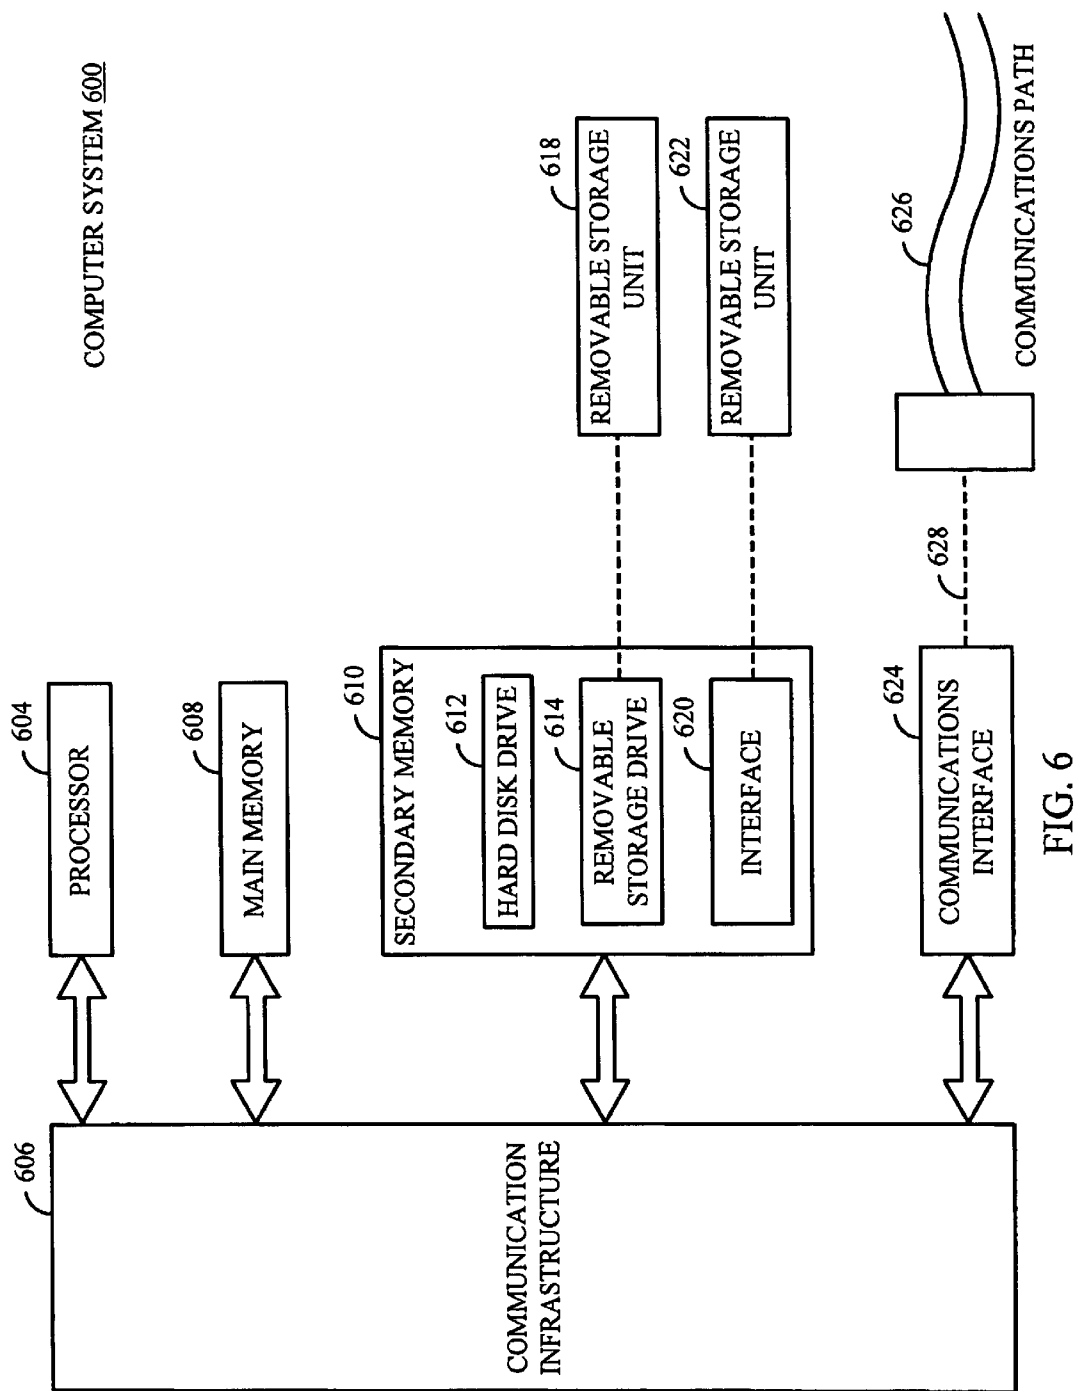 COMPUTER SYSTEM 600
606
COMMUNICATION
INFRASTRUCTURE
604
PROCESSOR
608
MAIN MEMORY
610
SECONDARY MEMORY
612
HARD DISK DRIVE
614
REMOVABLE
STORAGE DRIVE
620
INTERFACE
618
REMOVABLE STORAGE
UNIT
622
REMOVABLE STORAGE
UNIT
624
COMMUNICATIONS
INTERFACE
628
626
COMMUNICATIONS PATH
FIG. 6